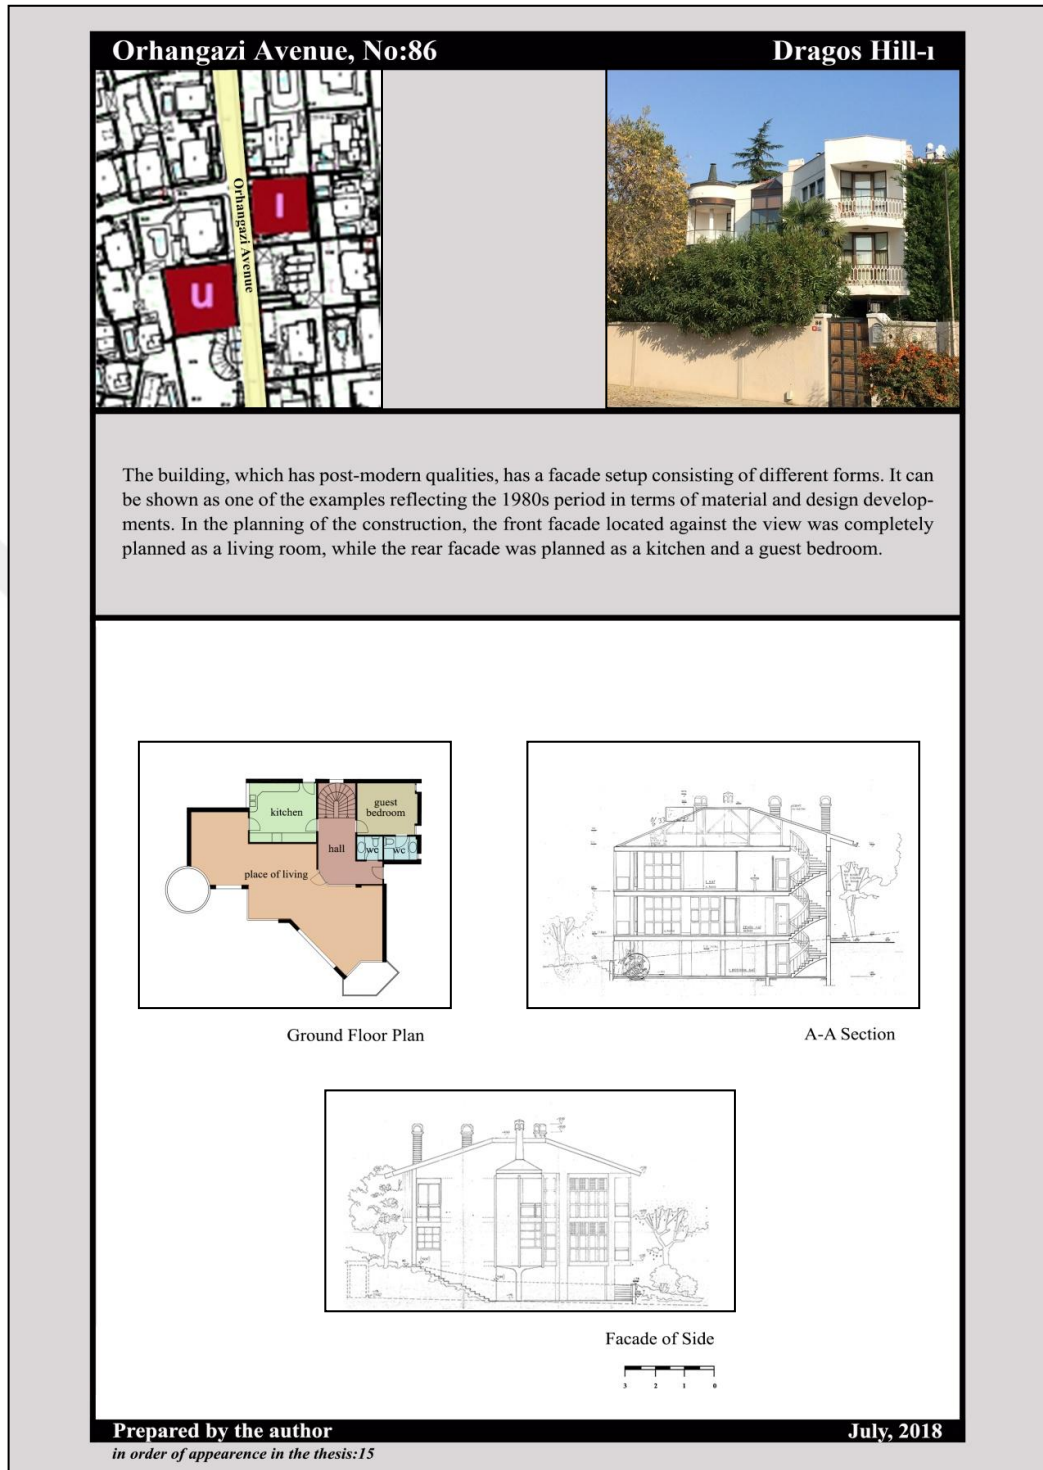 Orhangazi Avenue, No:86
Dragos Hill-ı
Orhangazi Avenue
ı
u
The building, which has post-modern qualities, has a facade setup consisting of different forms. It can
be shown as one of the examples reflecting the 1980s period in terms of material and design develop-
ments. In the planning of the construction, the front facade located against the view was completely
planned as a living room, while the rear facade was planned as a kitchen and a guest bedroom.
kitchen
guest
bedroom
hall
wc
wc
place of living
Ground Floor Plan
A-A Section
Facade of Side
3 2 1 0
Prepared by the author
July, 2018
in order of appearence in the thesis:15